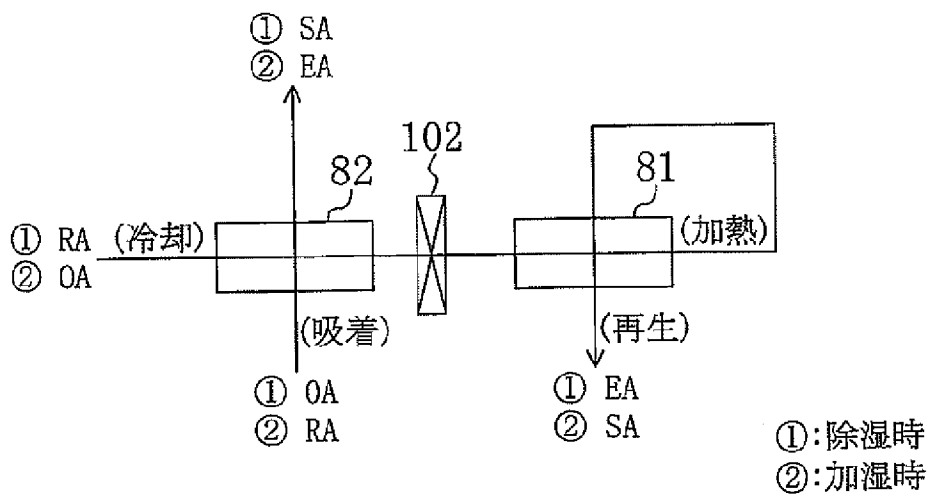 ① SA
② EA
102
82
81
① RA (冷却)
② OA
(加熱)
(吸着)
(再生)
① OA
② RA
① EA
② SA
①:除湿時
②:加湿時